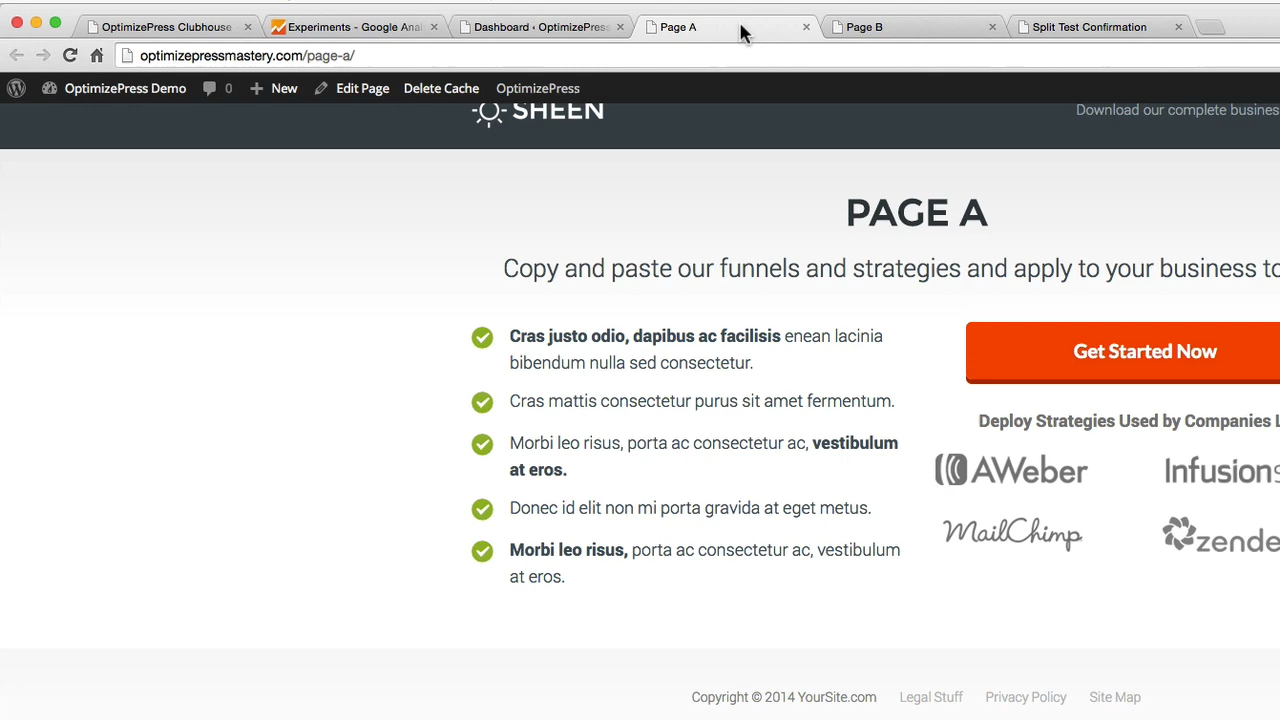 OptimizePress Clubhouse
Experiments - Google Anal
Dashboard ‹ OptimizePress
Page A
Page B
Split Test Confirmation
optimizepressmastery.com/page-a/
OptimizePress Demo
0
New
Edit Page
Delete Cache
OptimizePress
SHEEN
Download our complete busines
PAGE A
Copy and paste our funnels and strategies and apply to your business to
Cras justo odio, dapibus ac facilisis enean lacinia
bibendum nulla sed consectetur.
Cras mattis consectetur purus sit amet fermentum.
Morbi leo risus, porta ac consectetur ac, vestibulum
at eros.
Donec id elit non mi porta gravida at eget metus.
Morbi leo risus, porta ac consectetur ac, vestibulum
at eros.
Get Started Now
Deploy Strategies Used by Companies L
AWeber
Infusions
MailChimp
zende
Copyright © 2014 YourSite.com
Legal Stuff
Privacy Policy
Site Map